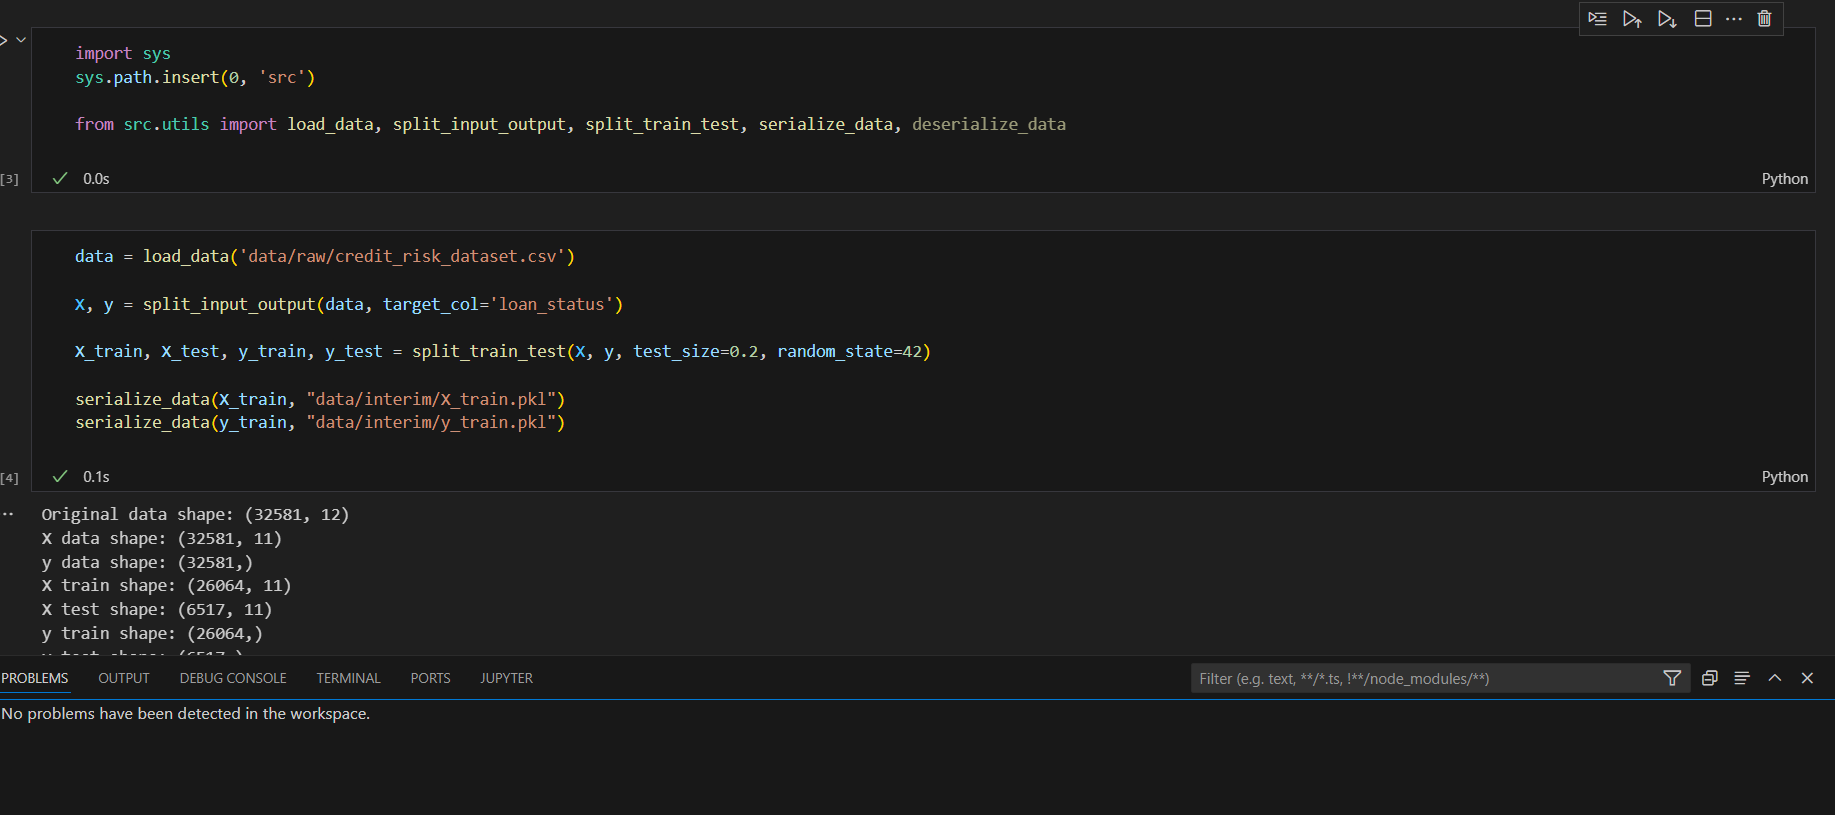 import sys
sys.path.insert(0, 'src')
from src.utils import load_data, split_input_output, split_train_test, serialize_data, deserialize_data
[3]
0.0s
Python
data = load_data('data/raw/credit_risk_dataset.csv')
X, y = split_input_output(data, target_col='loan_status')
X_train, X_test, y_train, y_test = split_train_test(X, y, test_size=0.2, random_state=42)
serialize_data(X_train, "data/interim/X_train.pkl")
serialize_data(y_train, "data/interim/y_train.pkl")
[4]
0.1s
Python
Original data shape: (32581, 12)
X data shape: (32581, 11)
y data shape: (32581,)
X train shape: (26064, 11)
X test shape: (6517, 11)
y train shape: (26064,)
y test shape: (6517,)
PROBLEMS OUTPUT DEBUG CONSOLE TERMINAL PORTS JUPYTER
Filter (e.g. text, **/*.ts, !**/node_modules/**)
No problems have been detected in the workspace.